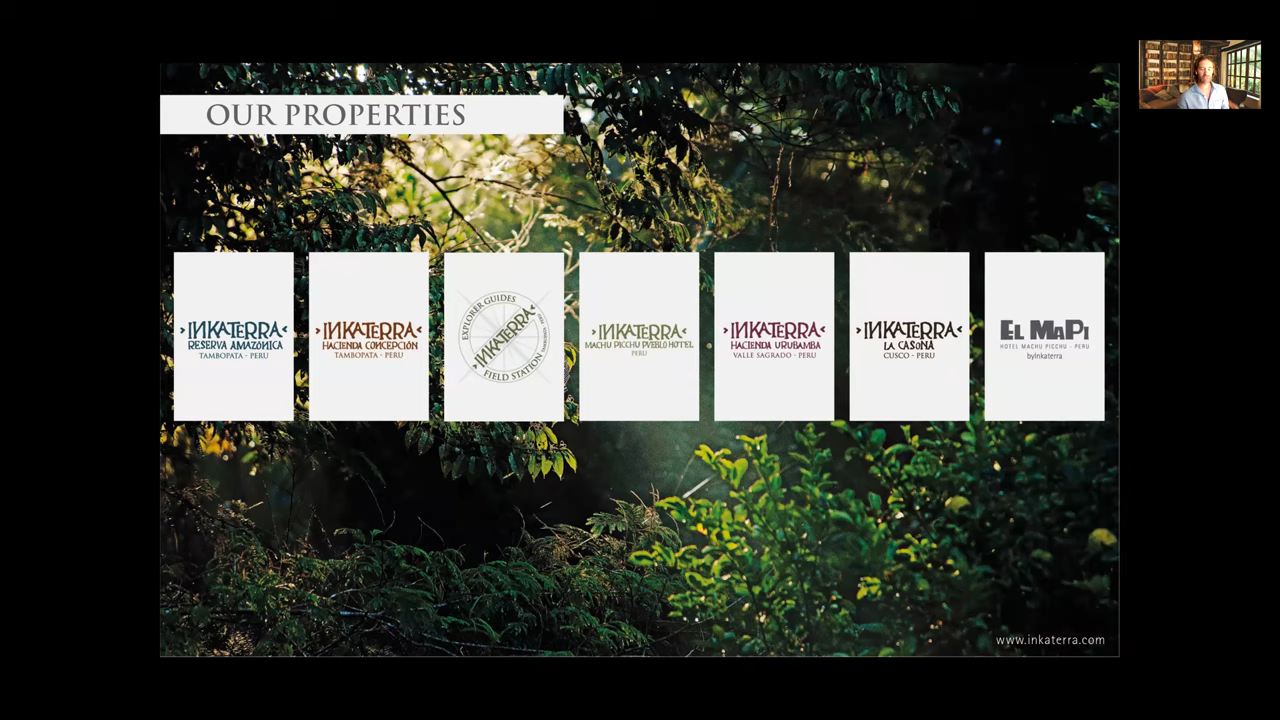 OUR PROPERTIES
INKATERRA
RESERVA AMAZÓNICA
TAMBOPATA - PERU
INKATERRA
HACIENDA CONCEPCIÓN
TAMBOPATA - PERU
EXPLORER GUIDES
INKATERRA
FIELD STATION
INKATERRA
MACHU PICCHU PUEBLO HOTEL
PERU
INKATERRA
HACIENDA URUBAMBA
VALLE SAGRADO - PERU
INKATERRA
LA CASONA
CUSCO - PERU
EL MaPi
HOTEL MACHU PICCHU - PERU
byInkaterra
www.inkaterra.com